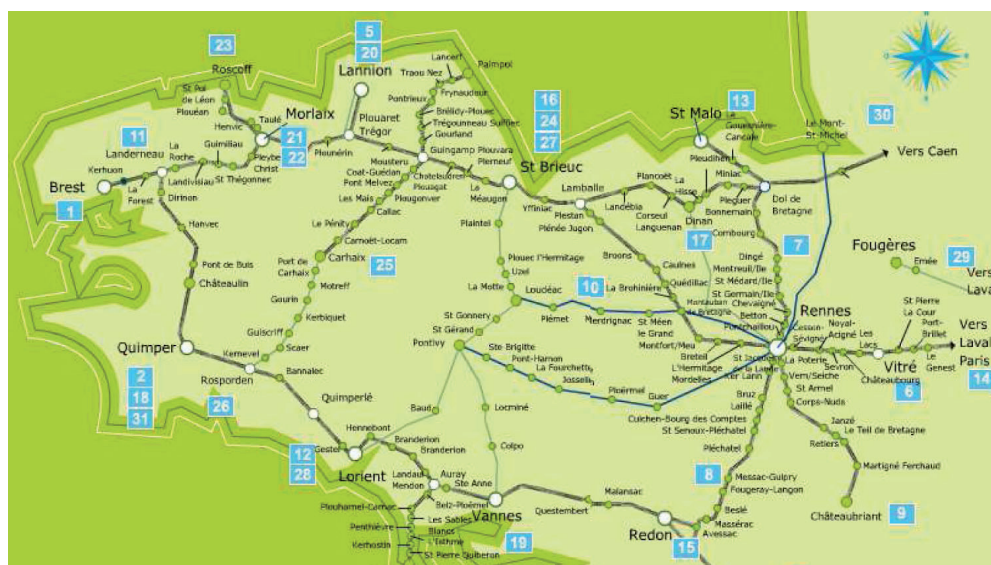 23
Roscoff
St Pol
de Léon
Plouéan
Henvic
Taulé
Morlaix
21
22
Pleyber
Christ
5
20
Lannion
Plouaret
Trégor
Plounérin
11
Landerneau
Kerhuon
La
Roche
Guimiliau
Landivisiau
St Thégonnec
Brest
1
La
Forest
Dirinon
Hanvec
Pont de Buis
Châteaulin
Quimper
2
18
31
Lancerf
Traou Nez
Paimpol
Frynaudour
Pontrieux
Brélidy-Plouec
Trégonneau Suifliec
Gourland
Guingamp
Plouvara
Plerneuf
Mousteru
Coat-Guédan
Pont Melvez
Chatelaudren
Plouagat
Plougonver
Les Mais
Callac
Le Pénity
Carnoët-Locam
Carhaix
25
Port de
Carhaix
Motreff
Gourin
Kerbiquet
Guiscriff
Scaer
Kernevel
Rosporden
26
Bannalec
Quimperlé
12
28
Gestel
Lorient
Hennebont
Branderion
Branderion
Landaul
Mendon
Auray
Ste Anne
Belz-Ploërnel
Plouharnel-Carnac
Les Sables
Blancs
Penthièvre
L'Isthme
Kerhostin
St Pierre Quiberon
16
24
27
St Brieuc
La
Méaugon
Yffiniac
Lamballe
Plestan
Plénée Jugon
Landébia
Plancoët
Corseul
Languenan
La
Hisse
Dinan
17
Miniac
Pleudihen
St Malo
13
La
Gouesnière-
Cancale
Le Mont-
St-Michel
30
Vers Caen
Dol de
Bretagne
Pleguer
Bonnemain
Combourg
7
Dingé
Montreuil/Ile
St Médard/Ile
St Germain/Ile
Chevaigné
Betton
Pontchaillou
Rennes
Plaintel
Plouec l'Hermitage
Uzel
La Motte
Loudéac
10
Plémet
Merdrignac
St Méen
le Grand
Broons
Caulnes
Quédillac
La Brohinière
Montauban
de Bretagne
Montfort/Meu
Breteil
L'Hermitage
Mordelles
St Jacques
de la Lande
Ker Lann
St Gonnery
St Gérand
Pontivy
Ste Brigitte
Pont-Hamon
La Fourchette
Josselin
Ploërmel
Guer
Baud
Locminé
Colpo
Vannes
19
Questembert
Malansac
Redon
15
Bruz
Laillé
Guichen-Bourg des Comptes
St Senoux-Pléchatel
Pléchatel
8
Messac-Guipry
Fougeray-Langon
Beslé
Massérac
Avessac
Fougères
29
Ernée
Vers
Laval
Cesson-
Sévigné
Noyal-
Acigné
Les
Lacs
St Pierre
La Cour
Port-
Brillet
Vers
Laval
Paris
14
La Poterie
Servon
Châteaubourg
Vitré
6
Le
Genest
Vern/Seiche
St Armel
Corps-Nuds
Janzé
Le Teil de Bretagne
Retiers
Martigné Ferchaud
Châteaubriant
9